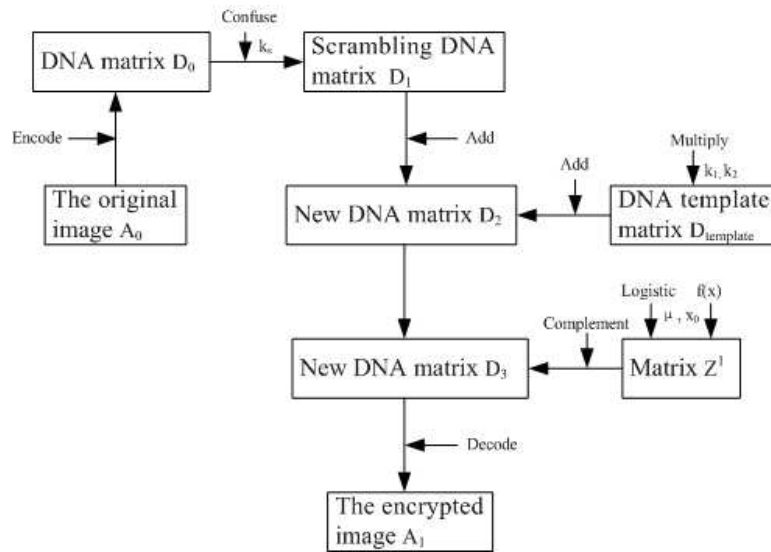 Confuse
kₛ
DNA matrix D₀
Scrambling DNA
matrix D₁
Encode
Add
Multiply
k₁, k₂
Add
The original
image A₀
New DNA matrix D₂
DNA template
matrix D_template
Logistic f(x)
μ , x₀
Complement
New DNA matrix D₃
Matrix Z¹
Decode
The encrypted
image A₁